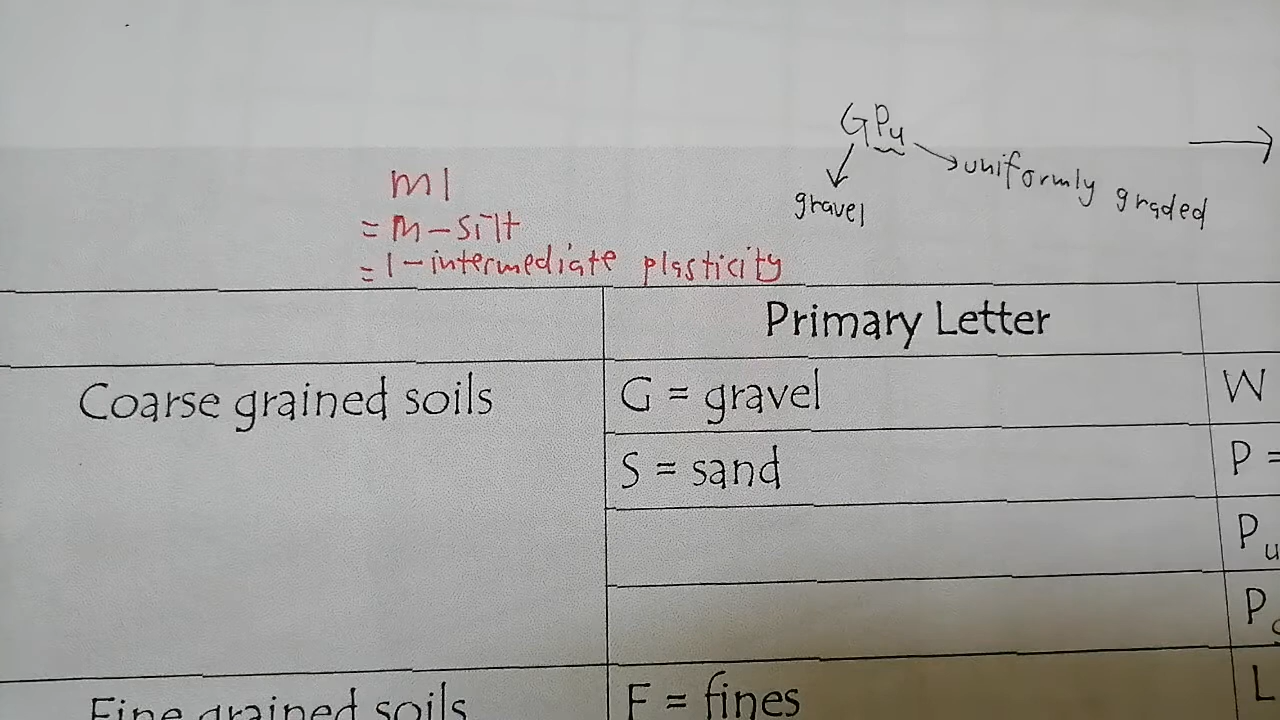 GPu
→ uniformly graded
gravel
→
MI
= M - silt
= I - intermediate plasticity
Primary Letter
Coarse grained soils
G = gravel
W
S = sand
P =
Pu
P
Fine grained soils
F = fines
L